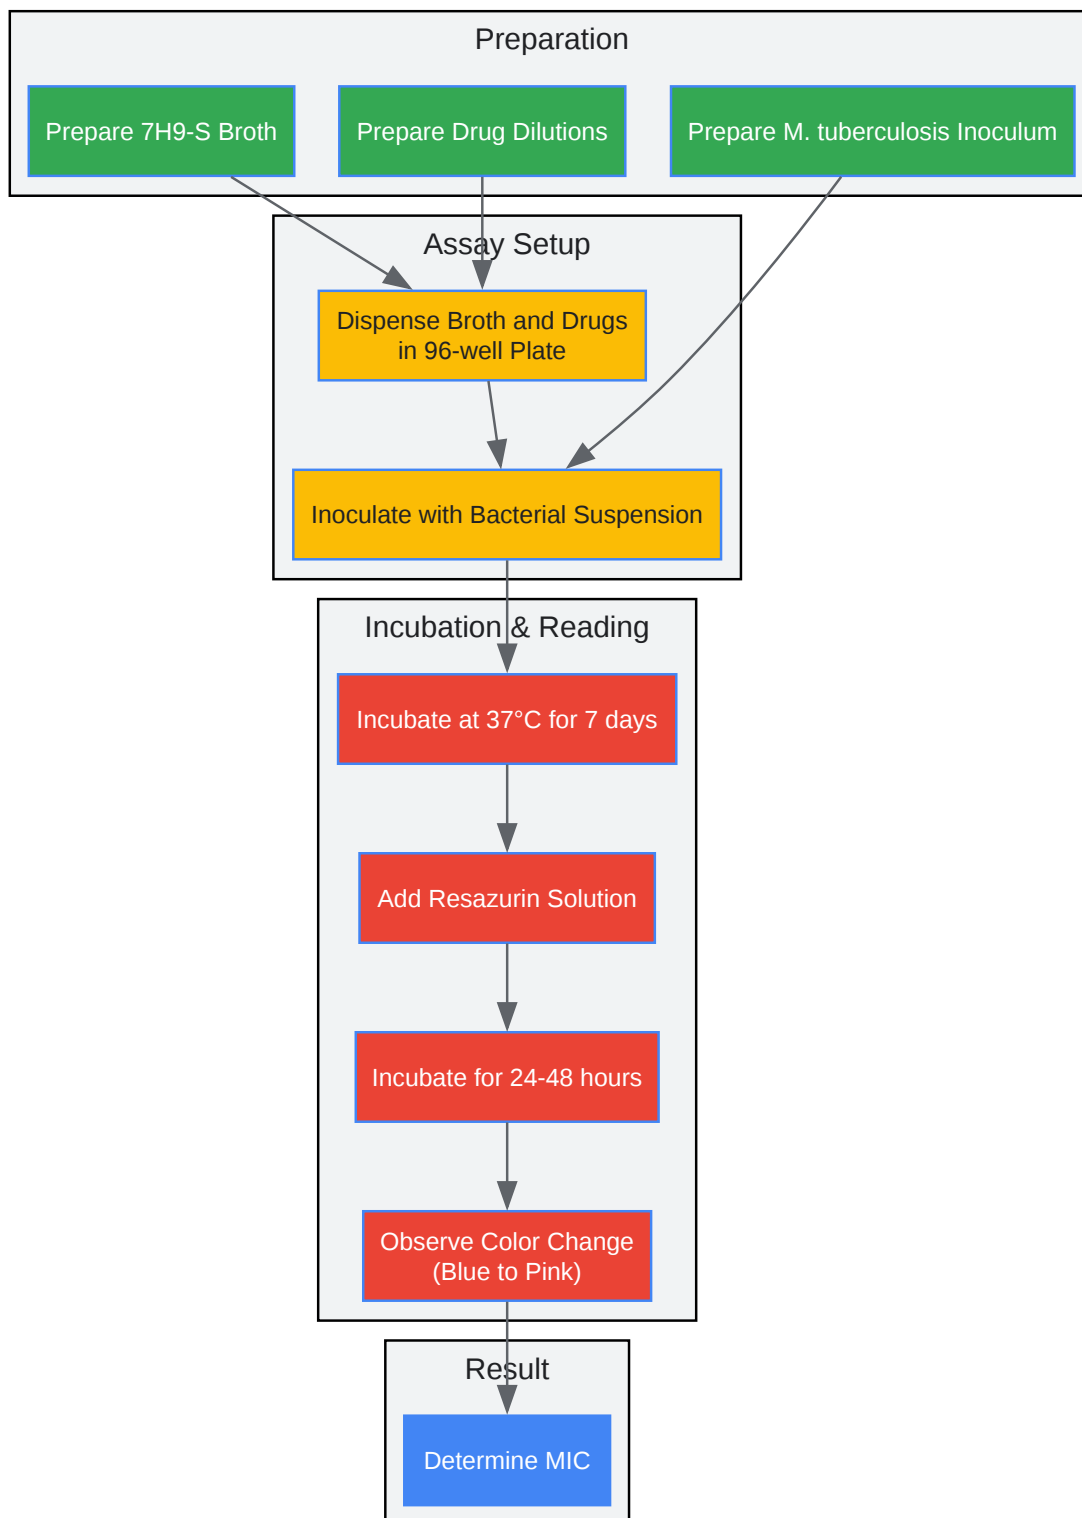 Preparation
Prepare 7H9-S Broth
Prepare Drug Dilutions
Prepare M. tuberculosis Inoculum
Assay Setup
Dispense Broth and Drugs
in 96-well Plate
Inoculate with Bacterial Suspension
Incubation & Reading
Incubate at 37°C for 7 days
Add Resazurin Solution
Incubate for 24-48 hours
Observe Color Change
(Blue to Pink)
Result
Determine MIC